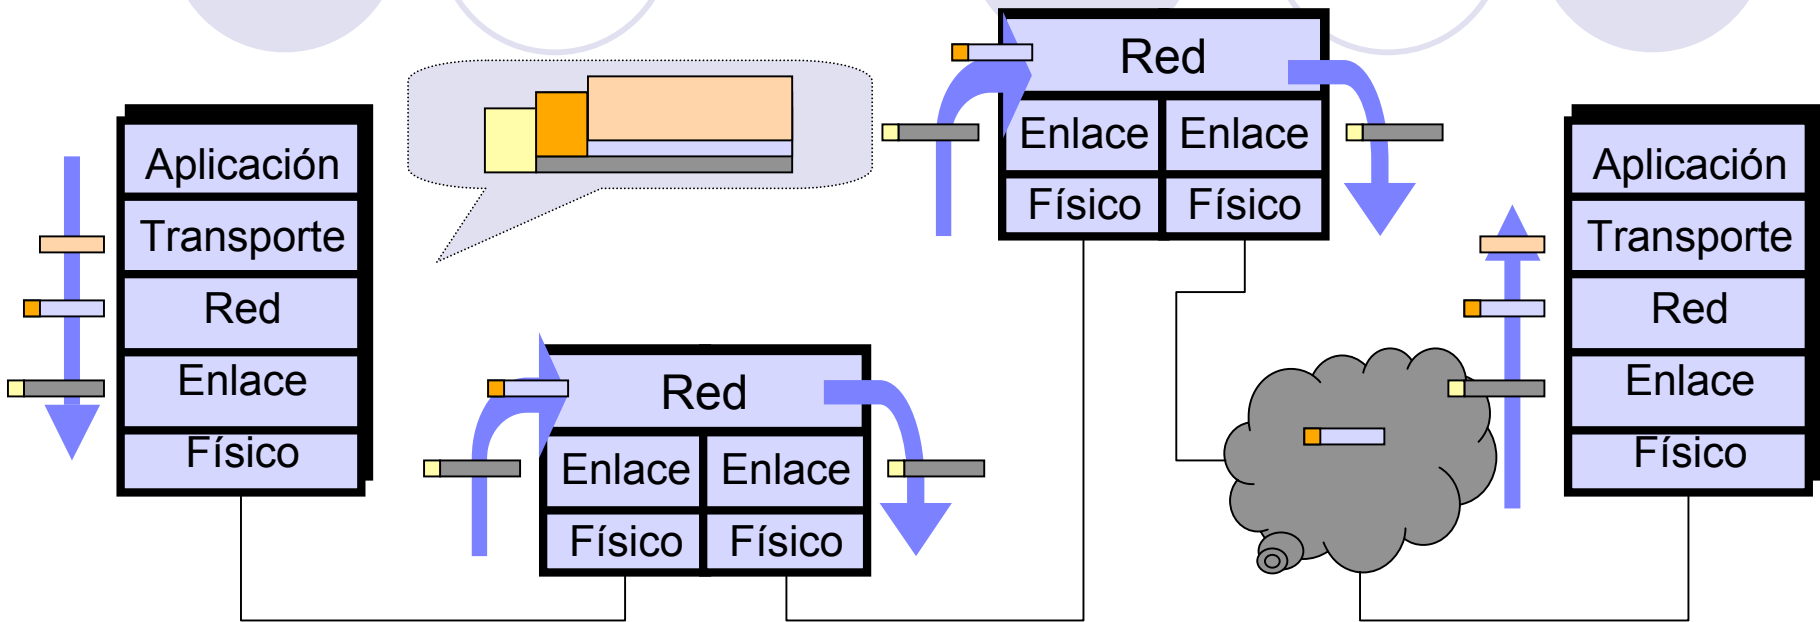 Aplicación
Transporte
Red
Enlace
Físico
Red
Enlace Enlace
Físico Físico
Red
Enlace Enlace
Físico Físico
Aplicación
Transporte
Red
Enlace
Físico